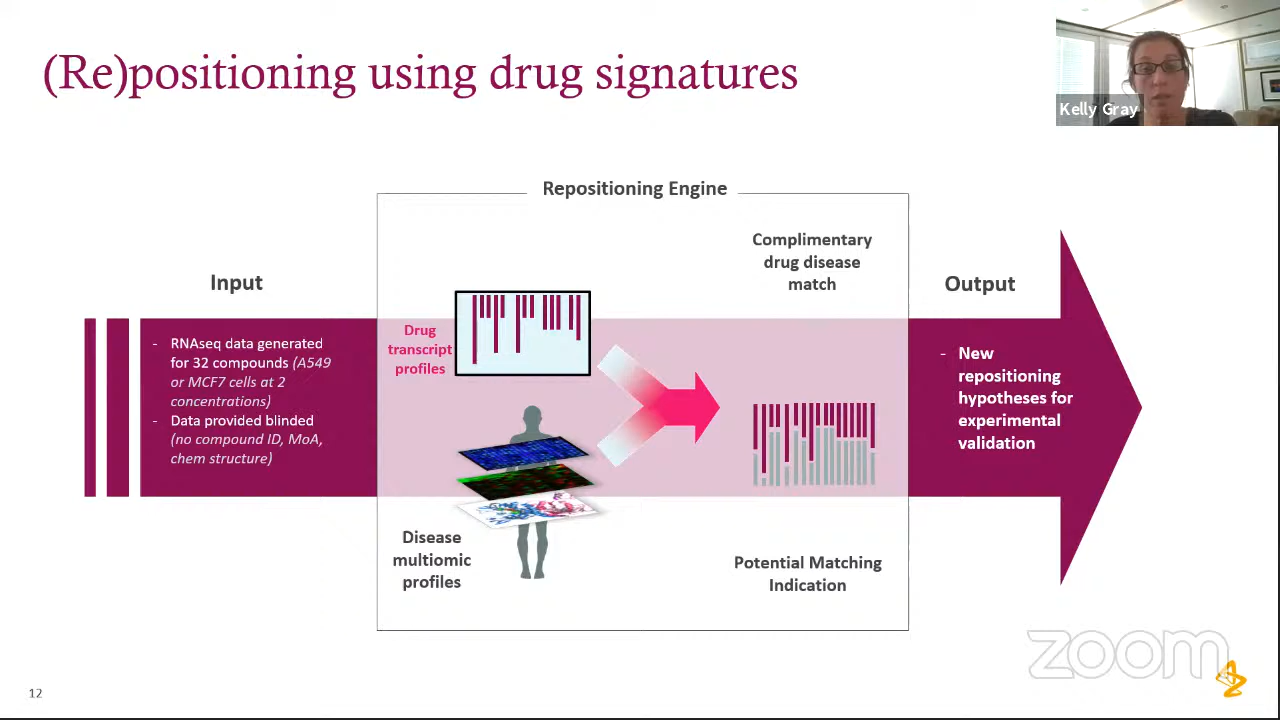 (Re)positioning using drug signatures
Kelly Gray
Repositioning Engine
Input
- RNAseq data generated
for 32 compounds (A549
or MCF7 cells at 2
concentrations)
- Data provided blinded
(no compound ID, MoA,
chem structure)
Drug
transcript
profiles
Disease
multiomic
profiles
Complimentary
drug disease
match
Potential Matching
Indication
Output
- New
repositioning
hypotheses for
experimental
validation
zoom
12